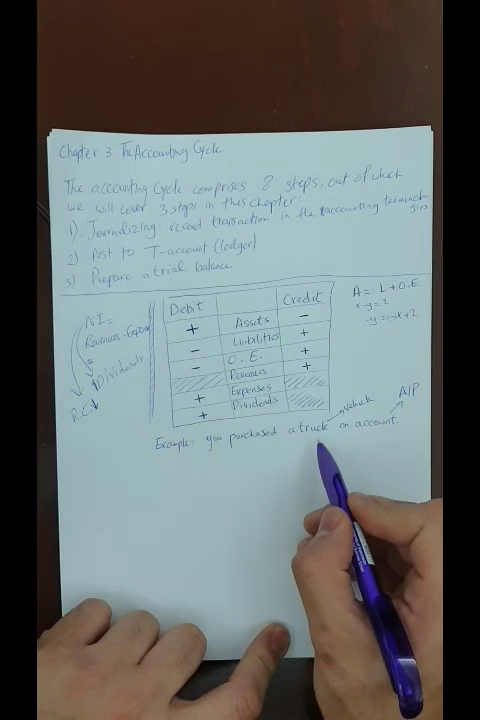 Chapter 3 The Accounting Cycle
The accounting cycle comprises 8 steps, out of which
we will cover 3 steps in this chapter:
1). Journalizing: record transaction in the accounting
2) Post to T-account (ledger)
3) Prepare a trial balance
Debit Credit
+ Assets -
- Liabilities +
- O.E. +
Revenues +
+ Expenses
+ Dividends
NI=
Revenues-Expenses
Dividends
R.E
A = L + O.E
x-y=2
-y=-x+2
vehicle
A/P
Example: you purchased a truck on account.